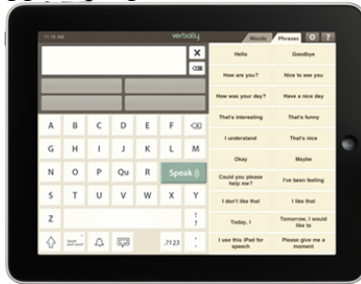 11:16 AM
verbally
Words
Phrases
?
X
Hello
Goodbye
How are you?
Nice to see you
How was your day?
Have a nice day
That's interesting
That's funny
I understand
That's nice
Okay
Maybe
Could you please help me?
I've been feeling
I don't like that
I like that
Today, I
Tomorrow, I would like to
I use this iPad for speech
Please give me a moment
A B C D E F
G H I J K L M
N O P Qu R Speak
S T U V W X Y
Z ! ?
.?123 . ,